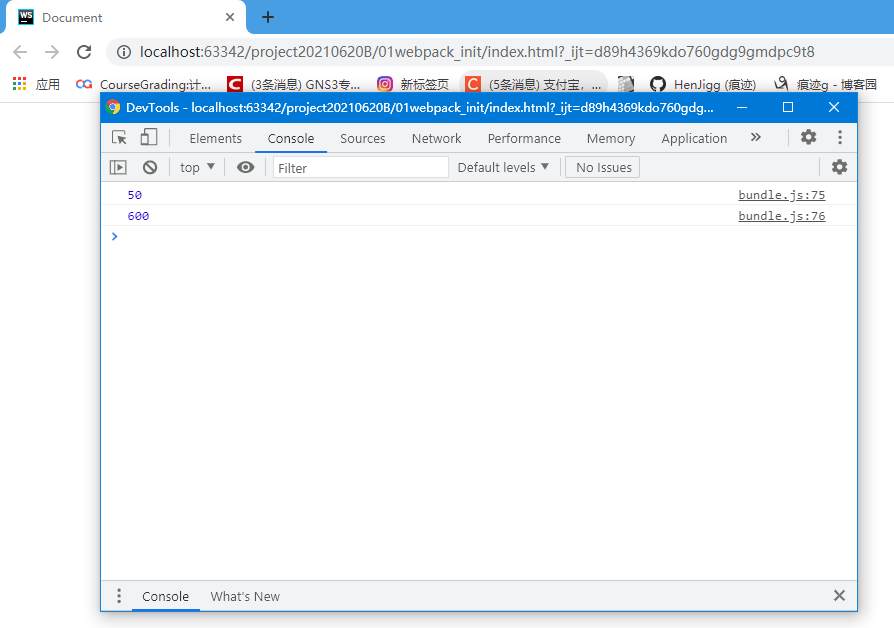 WS Document
localhost:63342/project20210620B/01webpack_init/index.html?_ijt=d89h4369kdo760gdg9gmdpc9t8
应用 CG CourseGrading:计... C (3条消息) GNS3专... 新标签页 C (5条消息) 支付宝，... HenJigg (痕迹) 痕迹g - 博客园
DevTools - localhost:63342/project20210620B/01webpack_init/index.html?_ijt=d89h4369kdo760gdg...
Elements Console Sources Network Performance Memory Application »
top ▼ Filter Default levels ▼ No Issues
50 bundle.js:75
600 bundle.js:76
>
Console What's New